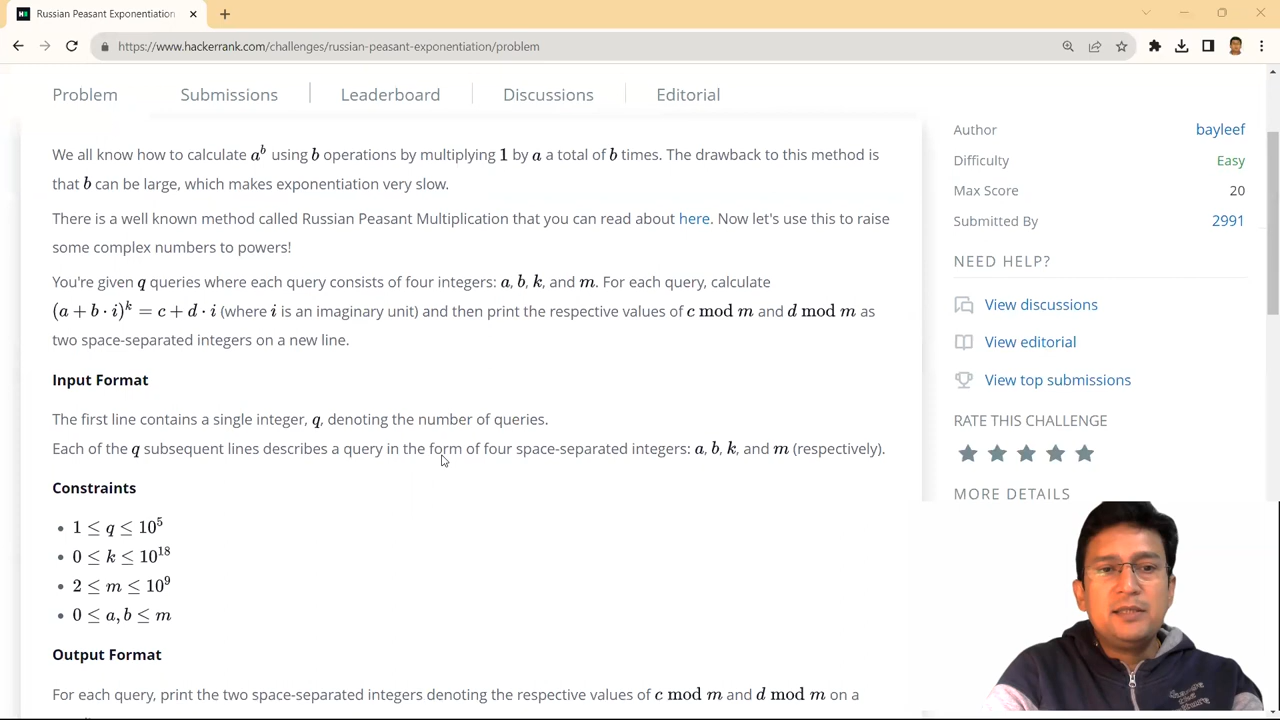 Russian Peasant Exponentiation
https://www.hackerrank.com/challenges/russian-peasant-exponentiation/problem
Problem
Submissions
Leaderboard
Discussions
Editorial
We all know how to calculate a^b using b operations by multiplying 1 by a a total of b times. The drawback to this method is
that b can be large, which makes exponentiation very slow.
There is a well known method called Russian Peasant Multiplication that you can read about here. Now let's use this to raise
some complex numbers to powers!
You're given q queries where each query consists of four integers: a, b, k, and m. For each query, calculate
(a + b · i)^k = c + d · i (where i is an imaginary unit) and then print the respective values of c mod m and d mod m as
two space-separated integers on a new line.
Input Format
The first line contains a single integer, q, denoting the number of queries.
Each of the q subsequent lines describes a query in the form of four space-separated integers: a, b, k, and m (respectively).
Constraints
• 1 ≤ q ≤ 10^5
• 0 ≤ k ≤ 10^18
• 2 ≤ m ≤ 10^9
• 0 ≤ a, b ≤ m
Output Format
For each query, print the two space-separated integers denoting the respective values of c mod m and d mod m on a
Author bayleef
Difficulty Easy
Max Score 20
Submitted By 2991
NEED HELP?
View discussions
View editorial
View top submissions
RATE THIS CHALLENGE
MORE DETAILS